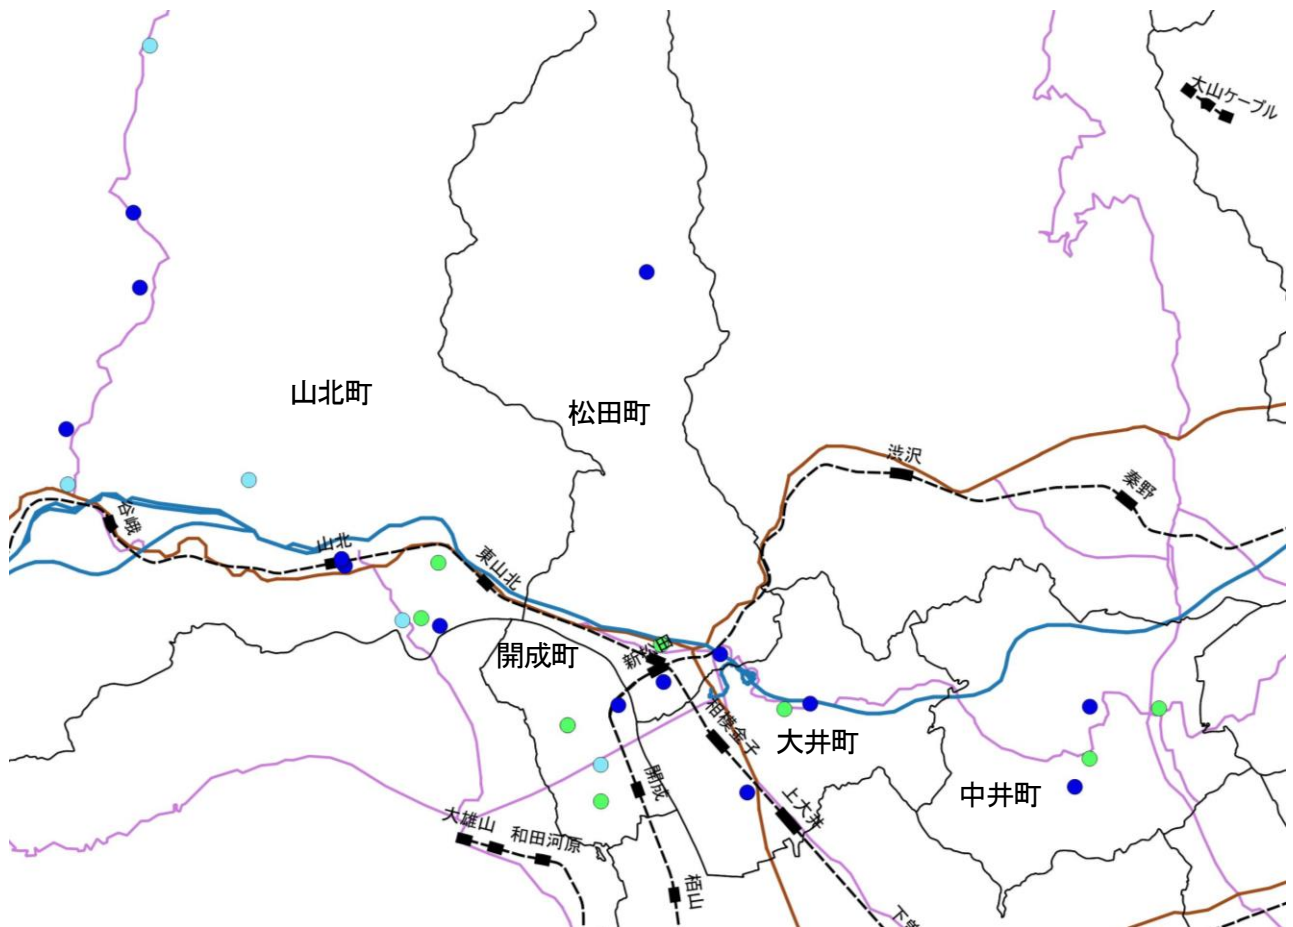 大山ケーブル
山北町
松田町
渋沢
秦野
谷峨
山北
東山北
新松田
開成町
相模金子
大井町
開成
上大井
中井町
大雄山
和田河原
栢山